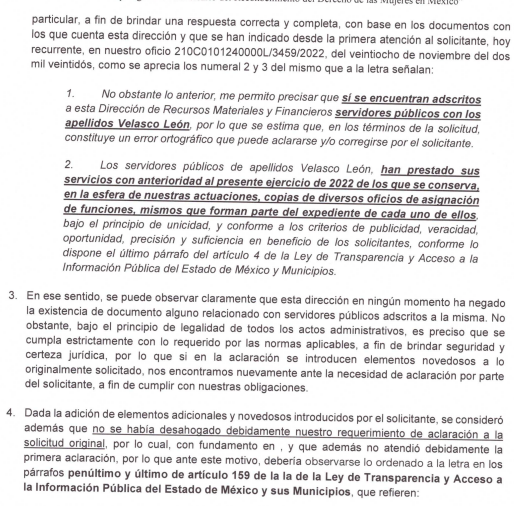 del Derecho de las Mujeres en México
particular, a fin de brindar una respuesta correcta y completa, con base en los documentos con
los que cuenta esta dirección y que se han indicado desde la primera atención al solicitante, hoy
recurrente, en nuestro oficio 210C0101240000L/3459/2022, del veintiocho de noviembre del dos
mil veintidós, como se aprecia los numeral 2 y 3 del mismo que a la letra señalan:
1. No obstante lo anterior, me permito precisar que si se encuentran adscritos
a esta Dirección de Recursos Materiales y Financieros servidores públicos con los
apellidos Velasco León, por lo que se estima que, en los términos de la solicitud,
constituye un error ortográfico que puede aclararse y/o corregirse por el solicitante.
2. Los servidores públicos de apellidos Velasco León, han prestado sus
servicios con anterioridad al presente ejercicio de 2022 de los que se conserva,
en la esfera de nuestras actuaciones, copias de diversos oficios de asignación
de funciones, mismos que forman parte del expediente de cada uno de ellos,
bajo el principio de unicidad, y conforme a los criterios de publicidad, veracidad,
oportunidad, precisión y suficiencia en beneficio de los solicitantes, conforme lo
dispone el último párrafo del artículo 4 de la Ley de Transparencia y Acceso a la
Información Pública del Estado de México y Municipios.
3. En ese sentido, se puede observar claramente que esta dirección en ningún momento ha negado
la existencia de documento alguno relacionado con servidores públicos adscritos a la misma. No
obstante, bajo el principio de legalidad de todos los actos administrativos, es preciso que se
cumpla estrictamente con lo requerido por las normas aplicables, a fin de brindar seguridad y
certeza jurídica, por lo que si en la aclaración se introducen elementos novedosos a lo
originalmente solicitado, nos encontramos nuevamente ante la necesidad de aclaración por parte
del solicitante, a fin de cumplir con nuestras obligaciones.
4. Dada la adición de elementos adicionales y novedosos introducidos por el solicitante, se consideró
además que no se había desahogado debidamente nuestro requerimiento de aclaración a la
solicitud original, por lo cual, con fundamento en , y que además no atendió debidamente la
primera aclaración, por lo que ante este motivo, debería observarse lo ordenado a la letra en los
párrafos penúltimo y último de artículo 159 de la la de la Ley de Transparencia y Acceso a
la Información Pública del Estado de México y sus Municipios, que refieren: